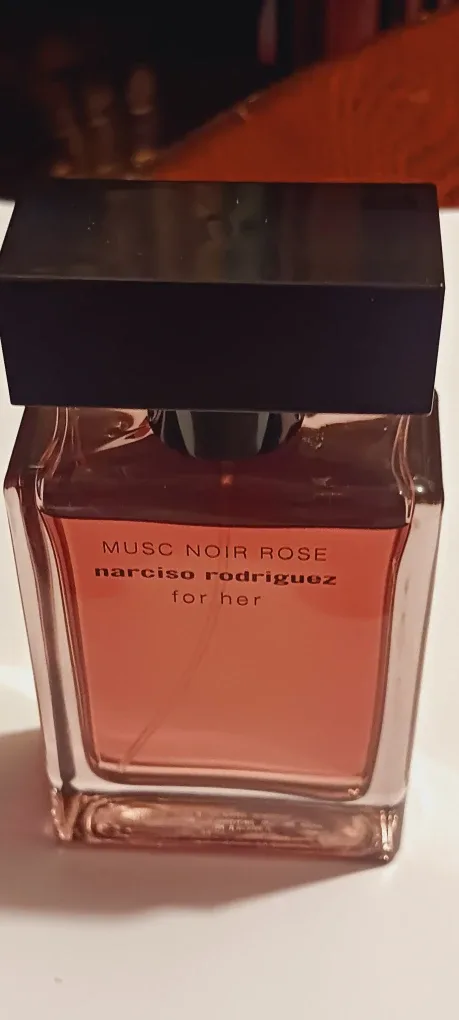 MUSC NOIR ROSE
narciso rodriguez
for her